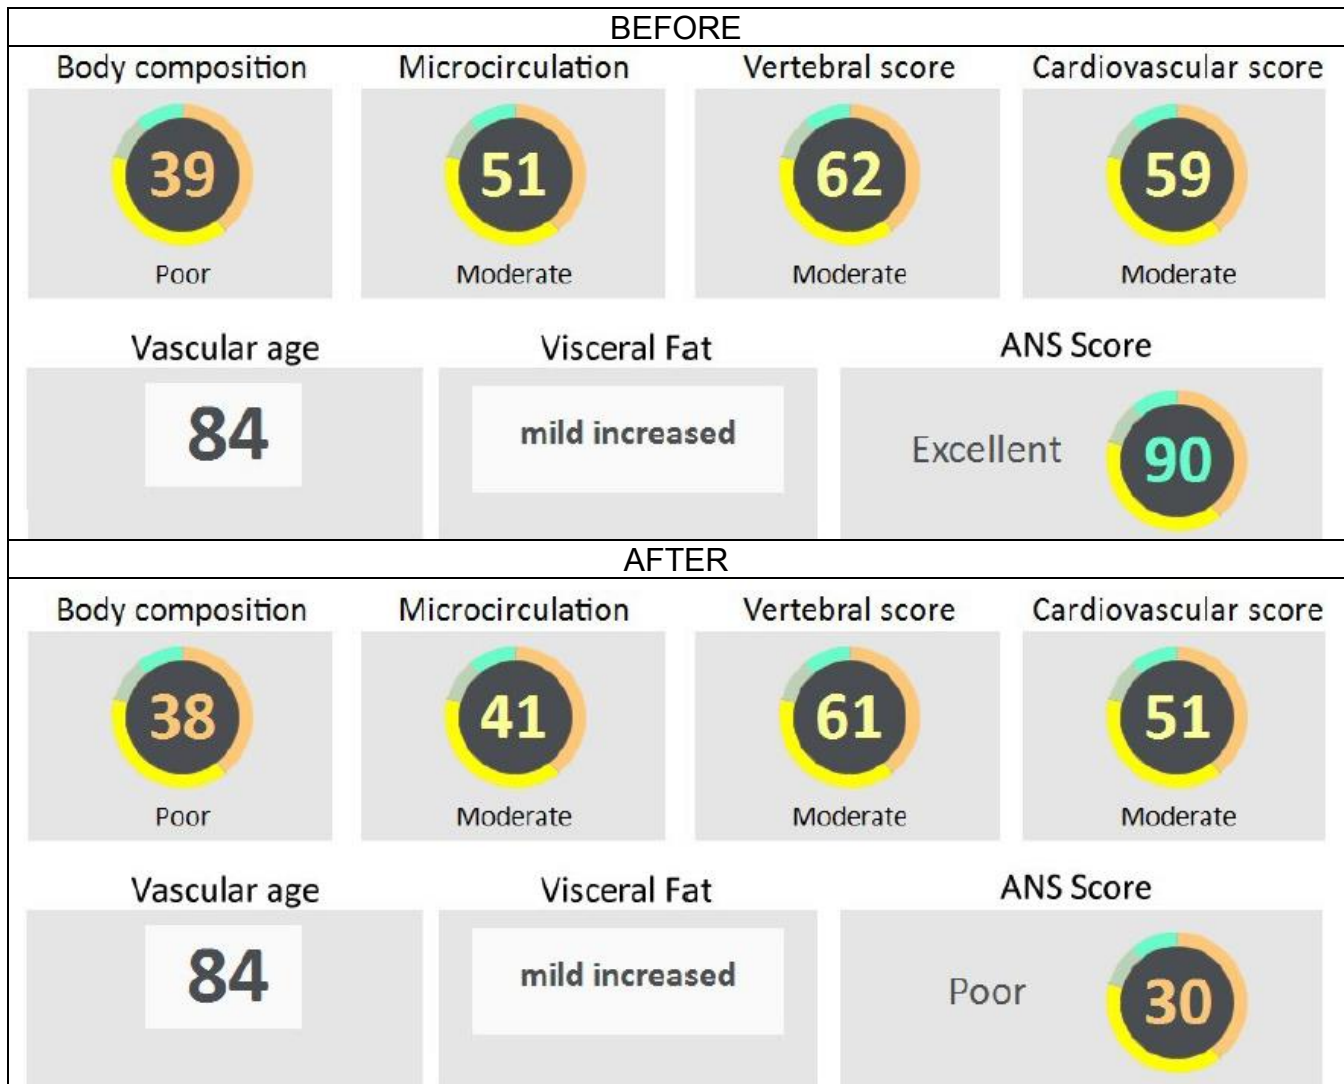 BEFORE
Body composition Microcirculation Vertebral score Cardiovascular score
39 51 62 59
Poor Moderate Moderate Moderate
Vascular age Visceral Fat ANS Score
84 mild increased Excellent 90
AFTER
Body composition Microcirculation Vertebral score Cardiovascular score
38 41 61 51
Poor Moderate Moderate Moderate
Vascular age Visceral Fat ANS Score
84 mild increased Poor 30